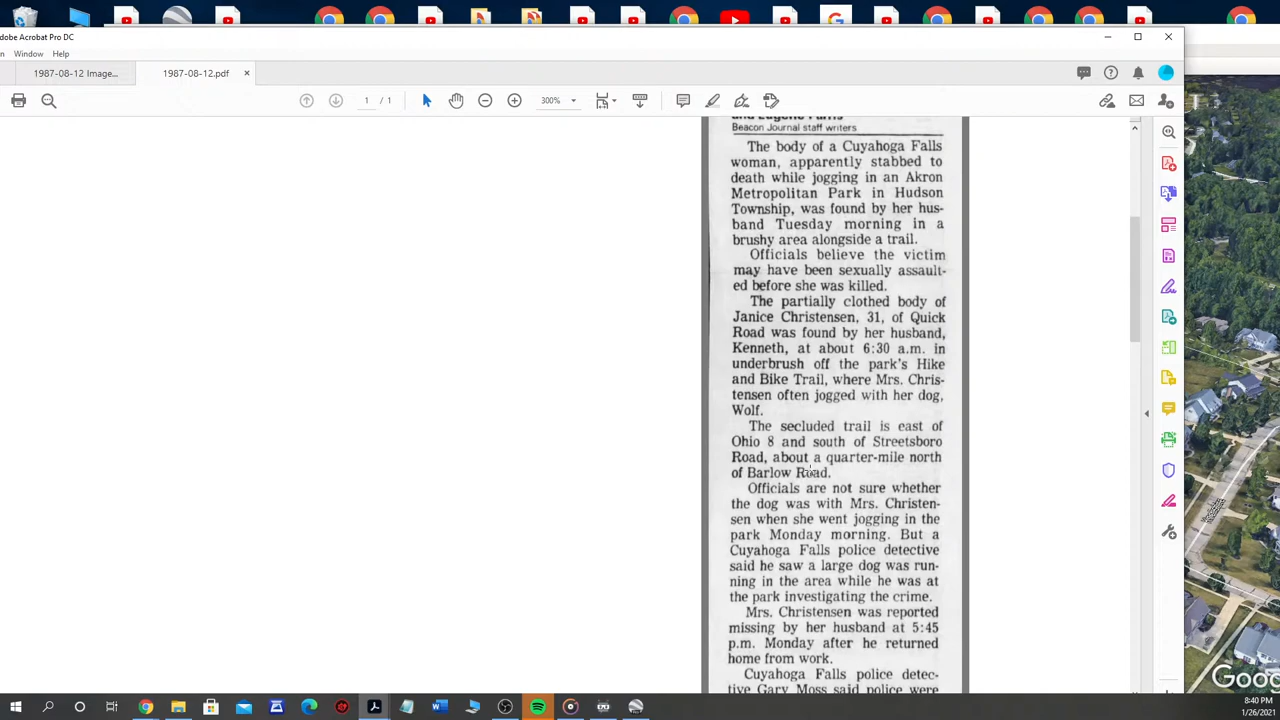 dobe Acrobat Pro DC
n Window Help
1987-08-12 Image...
1987-08-12.pdf
1 / 1
300%
and Eugene
Beacon Journal staff writers
The body of a Cuyahoga Falls
woman, apparently stabbed to
death while jogging in an Akron
Metropolitan Park in Hudson
Township, was found by her hus-
band Tuesday morning in a
brushy area alongside a trail.
Officials believe the victim
may have been sexually assault-
ed before she was killed.
The partially clothed body of
Janice Christensen, 31, of Quick
Road was found by her husband,
Kenneth, at about 6:30 a.m. in
underbrush off the park's Hike
and Bike Trail, where Mrs. Chris-
tensen often jogged with her dog,
Wolf.
The secluded trail is east of
Ohio 8 and south of Streetsboro
Road, about a quarter-mile north
of Barlow Road.
Officials are not sure whether
the dog was with Mrs. Christen-
sen when she went jogging in the
park Monday morning. But a
Cuyahoga Falls police detective
said he saw a large dog was run-
ning in the area while he was at
the park investigating the crime.
Mrs. Christensen was reported
missing by her husband at 5:45
p.m. Monday after he returned
home from work.
Cuyahoga Falls police detec-
tive Gary Moss said police were
Goog
8:40 PM
1/26/2021